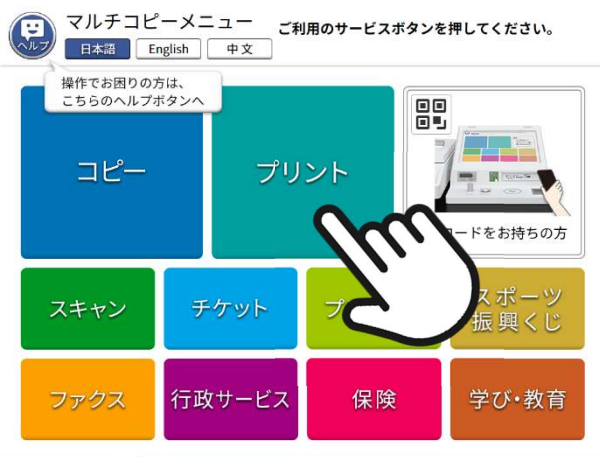 マルチコピーメニュー
ご利用のサービスボタンを押してください。
ヘルプ
日本語 English 中文
操作でお困りの方は、
こちらのヘルプボタンへ
コピー
プリント
ードをお持ちの方
スキャン
チケット
プ
スポーツ
振興くじ
ファクス
行政サービス
保険
学び・教育